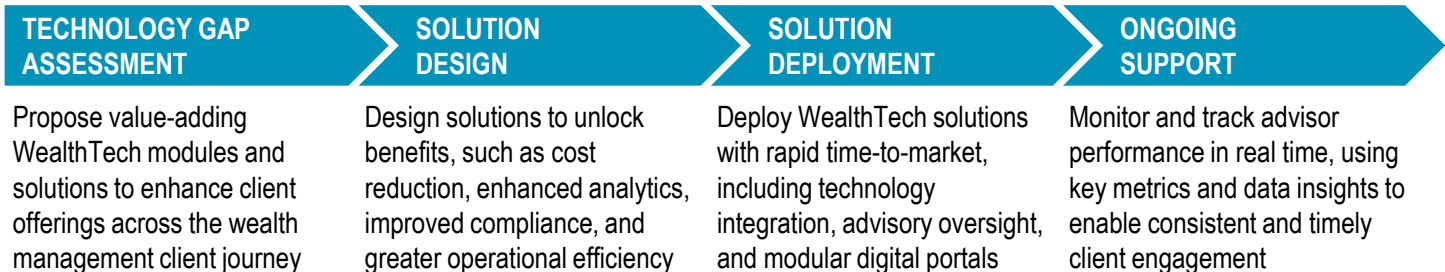 TECHNOLOGY GAP
ASSESSMENT
Propose value-adding
WealthTech modules and
solutions to enhance client
offerings across the wealth
management client journey
SOLUTION
DESIGN
Design solutions to unlock
benefits, such as cost
reduction, enhanced analytics,
improved compliance, and
greater operational efficiency
SOLUTION
DEPLOYMENT
Deploy WealthTech solutions
with rapid time-to-market,
including technology
integration, advisory oversight,
and modular digital portals
ONGOING
SUPPORT
Monitor and track advisor
performance in real time, using
key metrics and data insights to
enable consistent and timely
client engagement